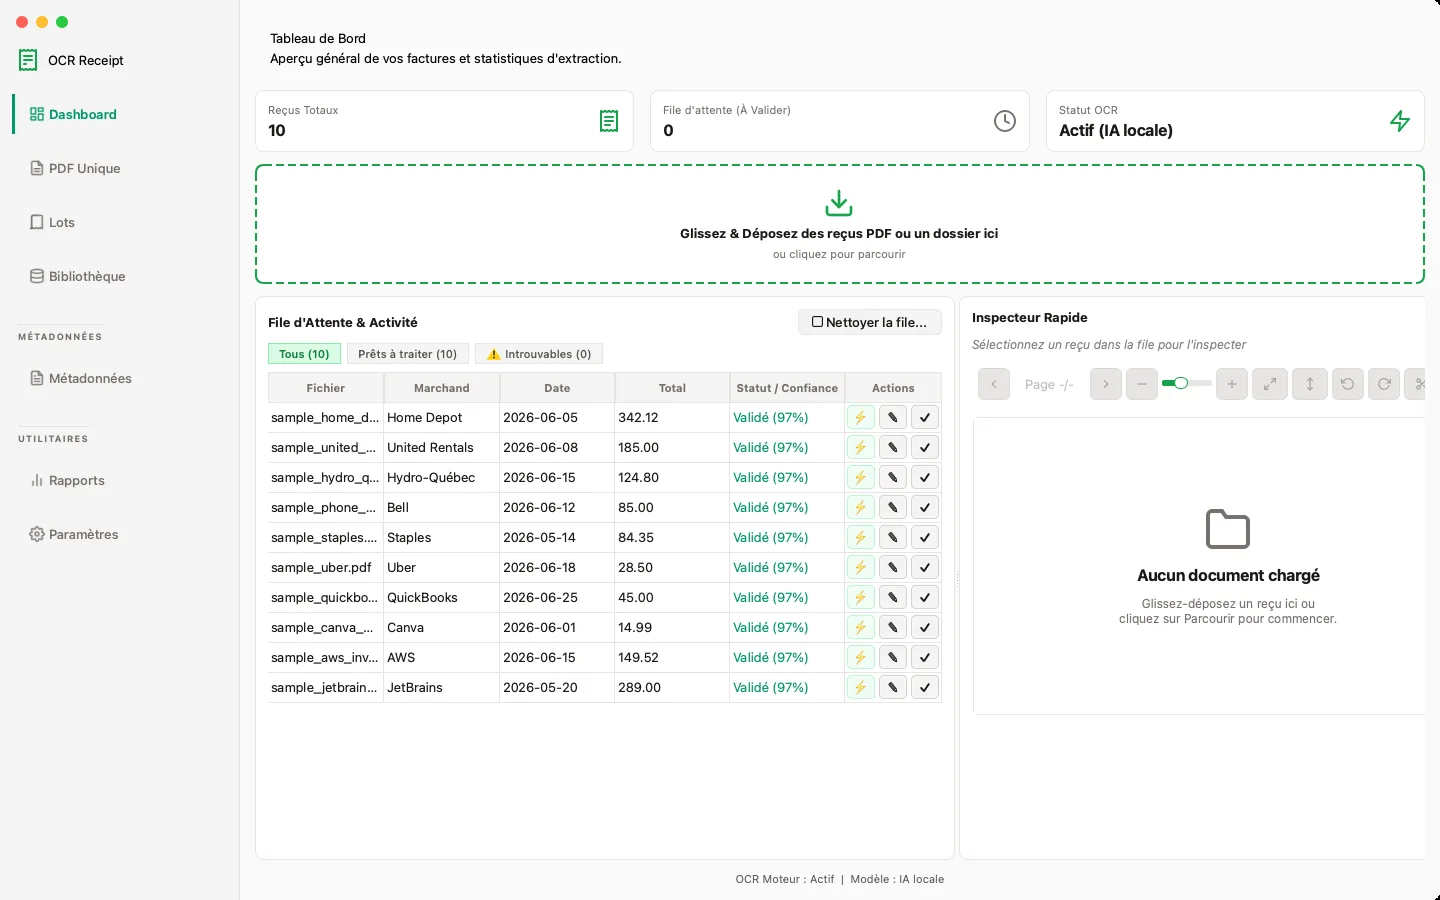 OCR Receipt
Dashboard
PDF Unique
Lots
Bibliothèque
MÉTADONNÉES
Métadonnées
UTILITAIRES
Rapports
Paramètres
Tableau de Bord
Aperçu général de vos factures et statistiques d'extraction.
Reçus Totaux
10
File d'attente (À Valider)
0
Statut OCR
Actif (IA locale)
Glissez & Déposez des reçus PDF ou un dossier ici
ou cliquez pour parcourir
File d'Attente & Activité
Nettoyer la file...
Tous (10) Prêts à traiter (10) Introuvables (0)
Fichier Marchand Date Total Statut / Confiance Actions
sample_home_d... Home Depot 2026-06-05 342.12 Validé (97%)
sample_united_... United Rentals 2026-06-08 185.00 Validé (97%)
sample_hydro_q... Hydro-Québec 2026-06-15 124.80 Validé (97%)
sample_phone_... Bell 2026-06-12 85.00 Validé (97%)
sample_staples.... Staples 2026-05-14 84.35 Validé (97%)
sample_uber.pdf Uber 2026-06-18 28.50 Validé (97%)
sample_quickbo... QuickBooks 2026-06-25 45.00 Validé (97%)
sample_canva_... Canva 2026-06-01 14.99 Validé (97%)
sample_aws_inv... AWS 2026-06-15 149.52 Validé (97%)
sample_jetbrain... JetBrains 2026-05-20 289.00 Validé (97%)
Inspecteur Rapide
Sélectionnez un reçu dans la file pour l'inspecter
Page -/-
Aucun document chargé
Glissez-déposez un reçu ici ou
cliquez sur Parcourir pour commencer.
OCR Moteur : Actif | Modèle : IA locale